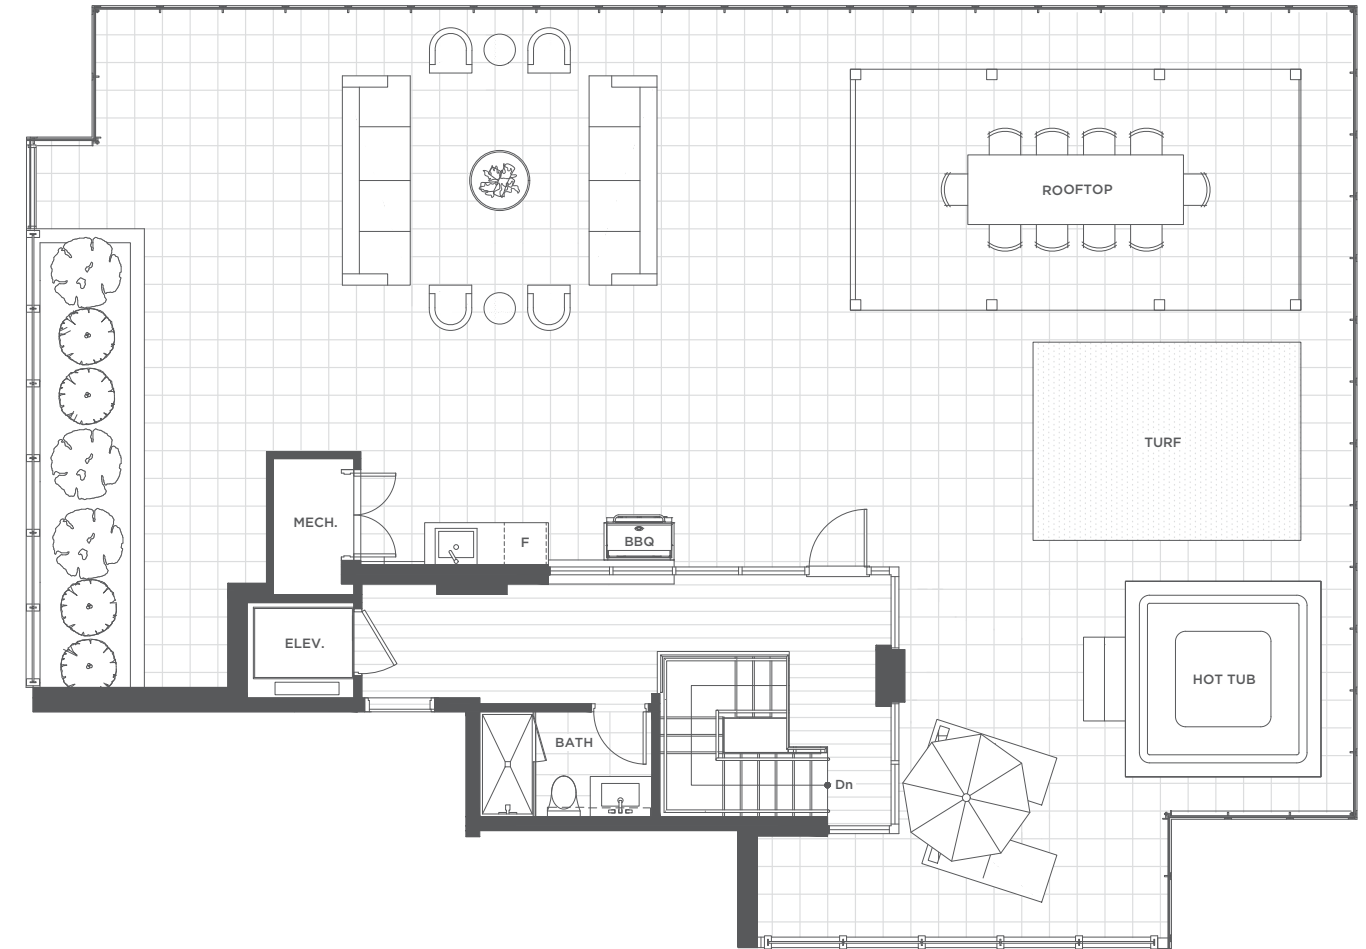 ROOFTOP
TURF
MECH.
F
BBQ
ELEV.
HOT TUB
BATH
Dn